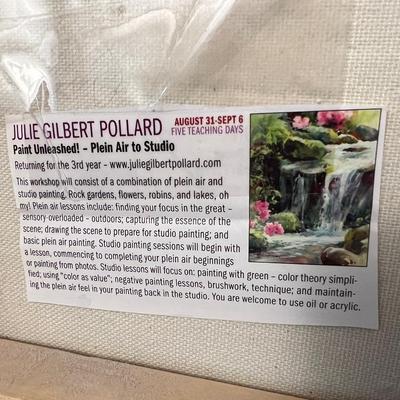 JULIE GILBERT POLLARD
AUGUST 31-SEPT 6
FIVE TEACHING DAYS
Paint Unleashed! – Plein Air to Studio
Returning for the 3rd year - www.juliegilbertpollard.com
This workshop will consist of a combination of plein air and
studio painting. Rock gardens, flowers, robins, and lakes, oh
my! Plein air lessons include: finding your focus in the great –
sensory-overloaded – outdoors; capturing the essence of the
scene; drawing the scene to prepare for studio painting; and
basic plein air painting. Studio painting sessions will begin with
a lesson, commencing to completing your plein air beginnings
or painting from photos. Studio lessons will focus on: painting with green – color theory simpli-
fied; using "color as value"; negative painting lessons, brushwork, technique; and maintain-
ing the plein air feel in your painting back in the studio. You are welcome to use oil or acrylic.